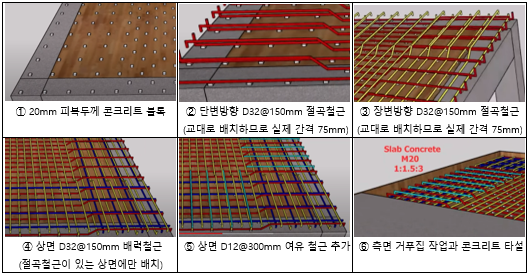 ① 20mm 피복두께 콘크리트 블록
② 단변방향 D32@150mm 절곡철근
(교대로 배치하므로 실제 간격 75mm)
③ 장변방향 D32@150mm 절곡철근
(교대로 배치하므로 실제 간격 75mm)
④ 상면 D32@150mm 배력철근
(절곡철근이 있는 상면에만 배치)
⑤ 상면 D12@300mm 여유 철근 추가
Slab Concrete
M20
1:1.5:3
⑥ 측면 거푸집 작업과 콘크리트 타설